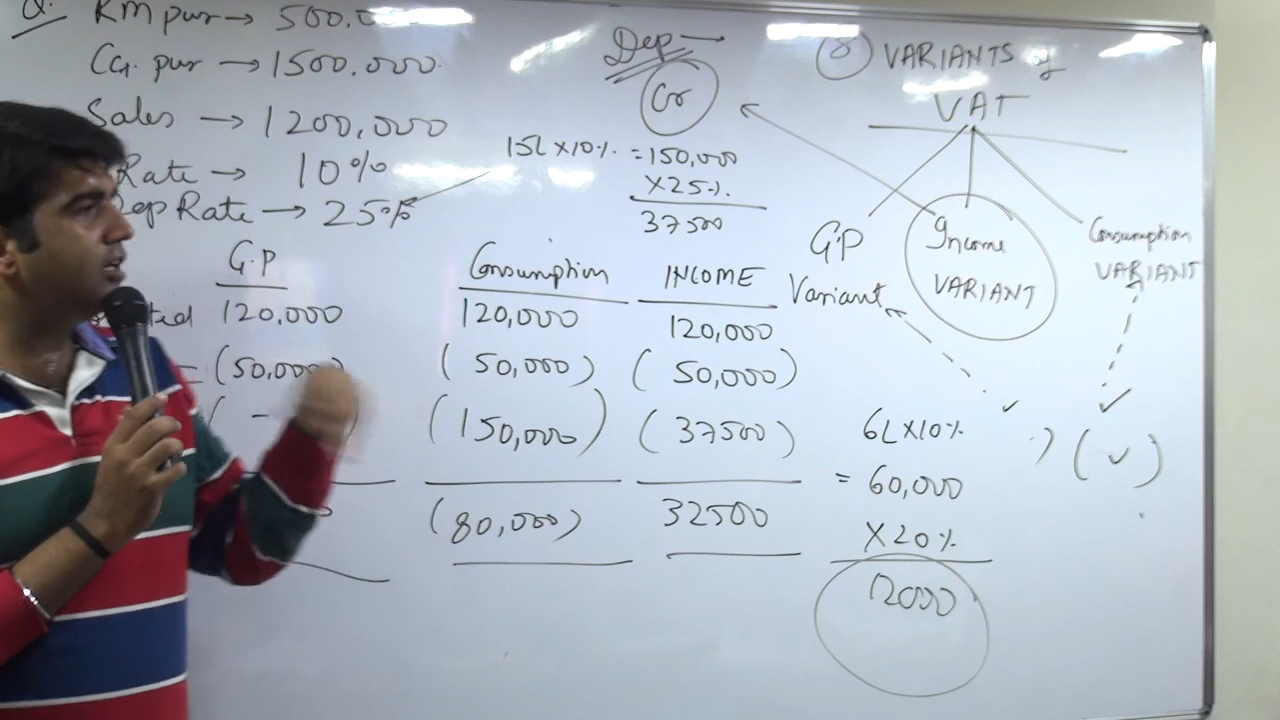 Q. RM pur → 500.0
CG. pur → 1500.000
Sales → 1200,000
Rate → 10%
Dep Rate → 25%
Dep →
Cr
15L X 10% = 150,000
X 25%
37500
8 VARIANTS of
VAT
GP
Variant
Income
VARIANT
Consumption
VARIANT
G.P Consumption INCOME
120,000 120,000 120,000
= (50,000) (50,000) (50,000)
( - ) (150,000) (37500)
(80,000) 32500
6L X 10%
= 60,000
X 20%
12000
) ( ✓ )